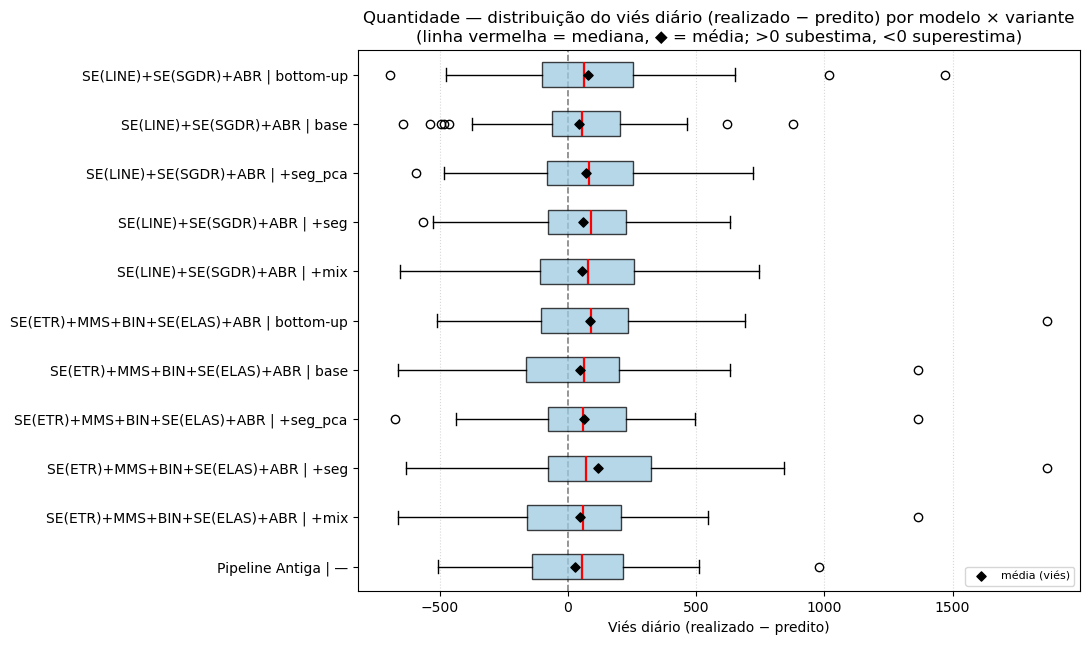 Quantidade — distribuição do viés diário (realizado − predito) por modelo × variante
(linha vermelha = mediana, ◆ = média; >0 subestima, <0 superestima)
SE(LINE)+SE(SGDR)+ABR | bottom-up
SE(LINE)+SE(SGDR)+ABR | base
SE(LINE)+SE(SGDR)+ABR | +seg_pca
SE(LINE)+SE(SGDR)+ABR | +seg
SE(LINE)+SE(SGDR)+ABR | +mix
SE(ETR)+MMS+BIN+SE(ELAS)+ABR | bottom-up
SE(ETR)+MMS+BIN+SE(ELAS)+ABR | base
SE(ETR)+MMS+BIN+SE(ELAS)+ABR | +seg_pca
SE(ETR)+MMS+BIN+SE(ELAS)+ABR | +seg
SE(ETR)+MMS+BIN+SE(ELAS)+ABR | +mix
Pipeline Antiga | —
média (viés)
−500 0 500 1000 1500
Viés diário (realizado − predito)